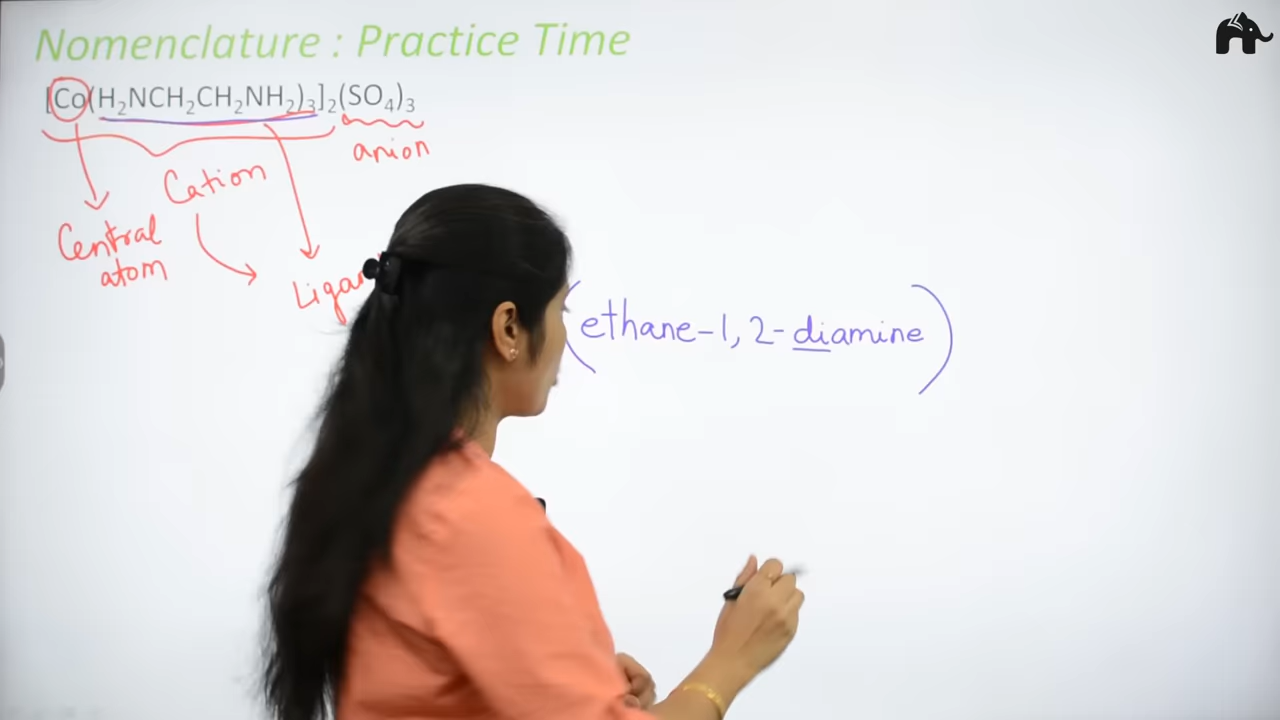 Nomenclature : Practice Time
[Co(H₂NCH₂CH₂NH₂)₃]₂(SO₄)₃
anion
Cation
Central
atom
(ethane-1, 2-diamine)